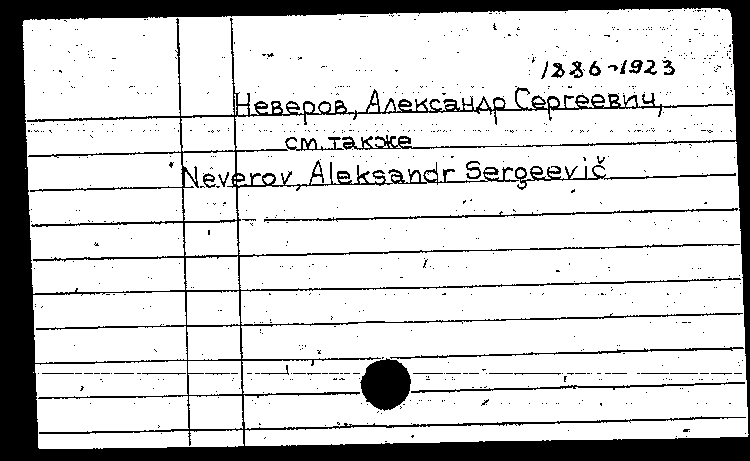 1886-1923
Неверов, Александр Сергеевич,
см. также
Neverov, Aleksandr Sergeevič